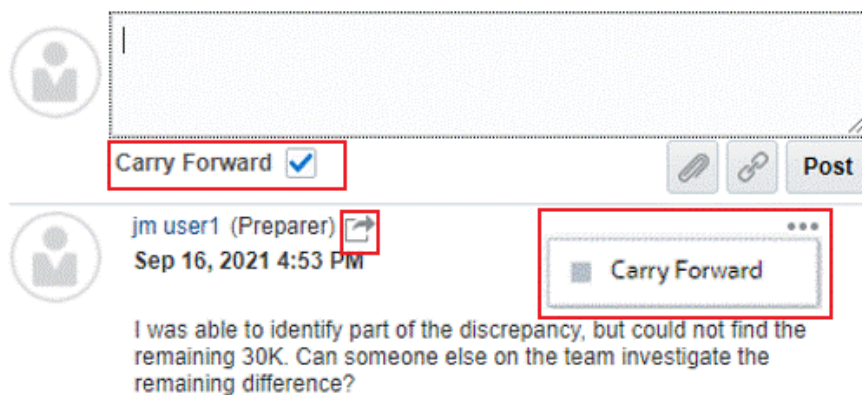 Carry Forward
Post
jm user1 (Preparer)
Sep 16, 2021 4:53 PM
Carry Forward
I was able to identify part of the discrepancy, but could not find the
remaining 30K. Can someone else on the team investigate the
remaining difference?